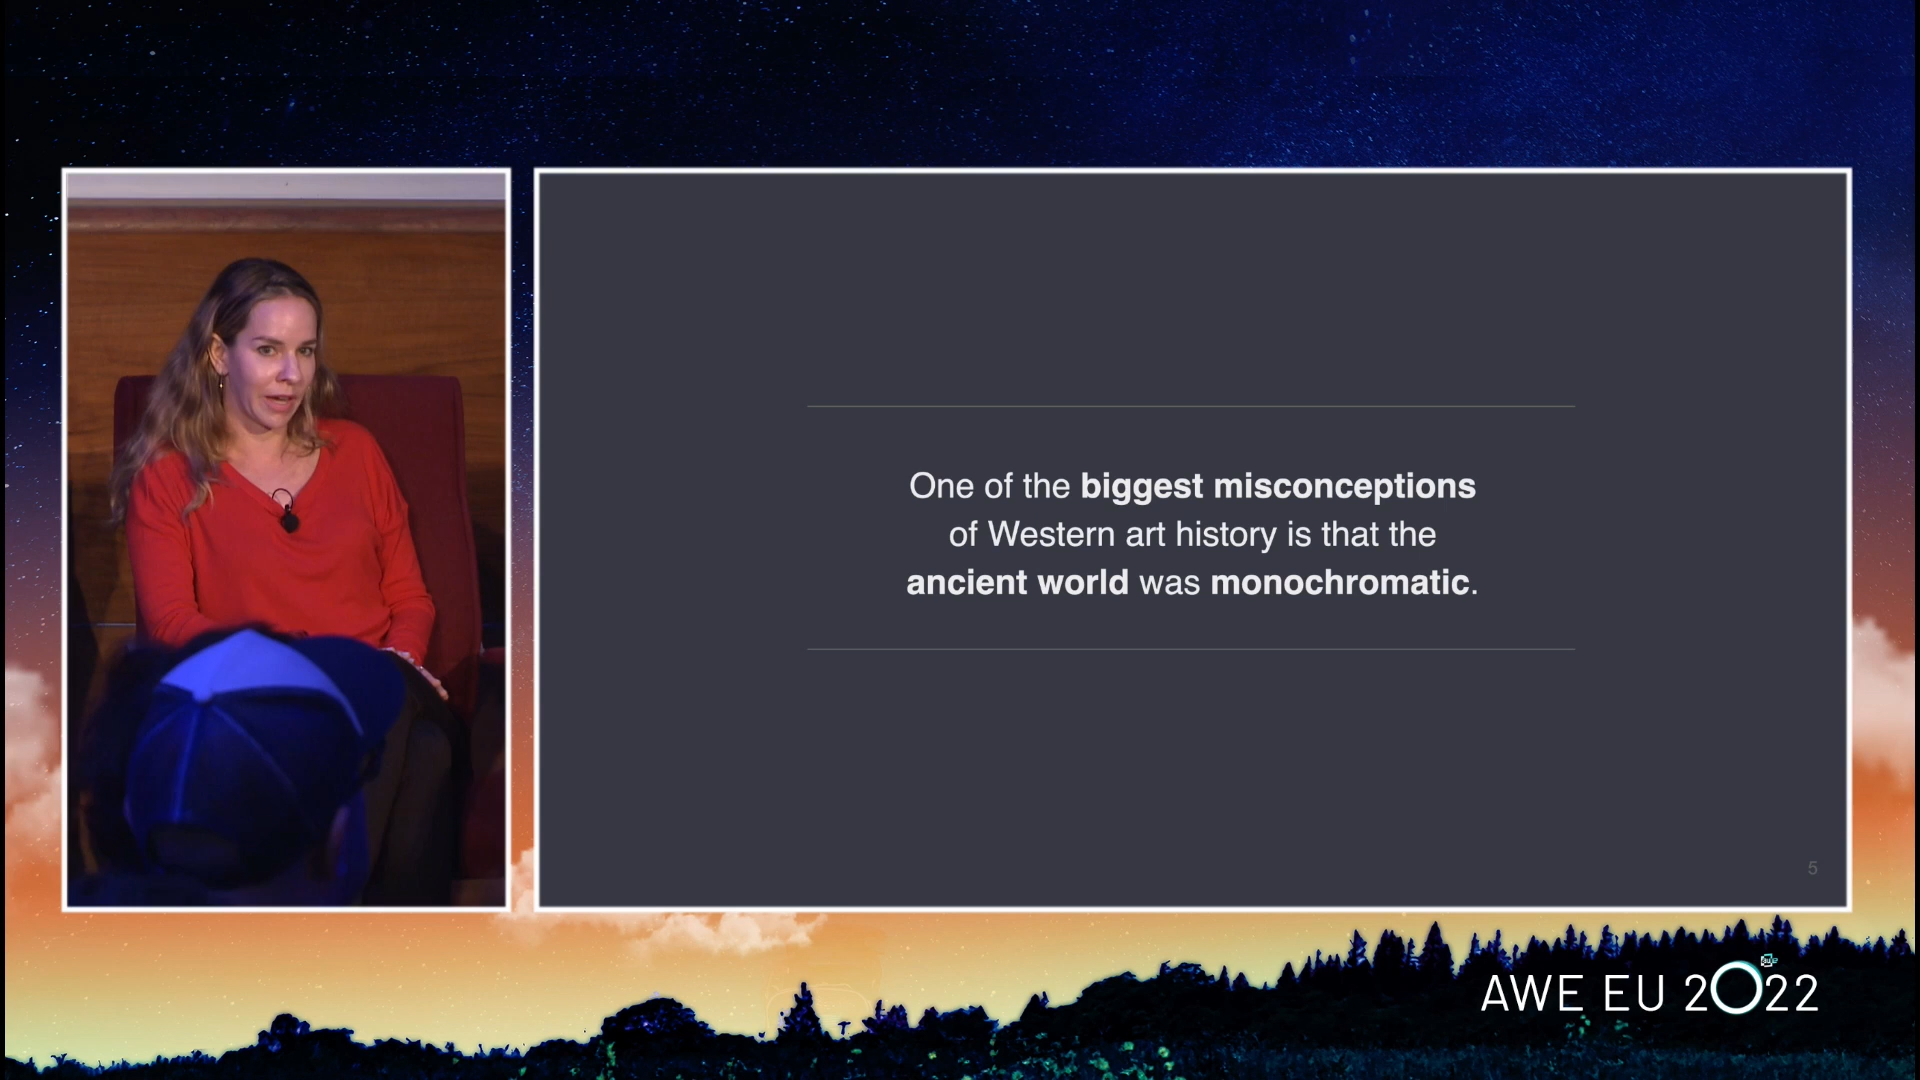 One of the biggest misconceptions
of Western art history is that the
ancient world was monochromatic.
5
AWE EU 2022